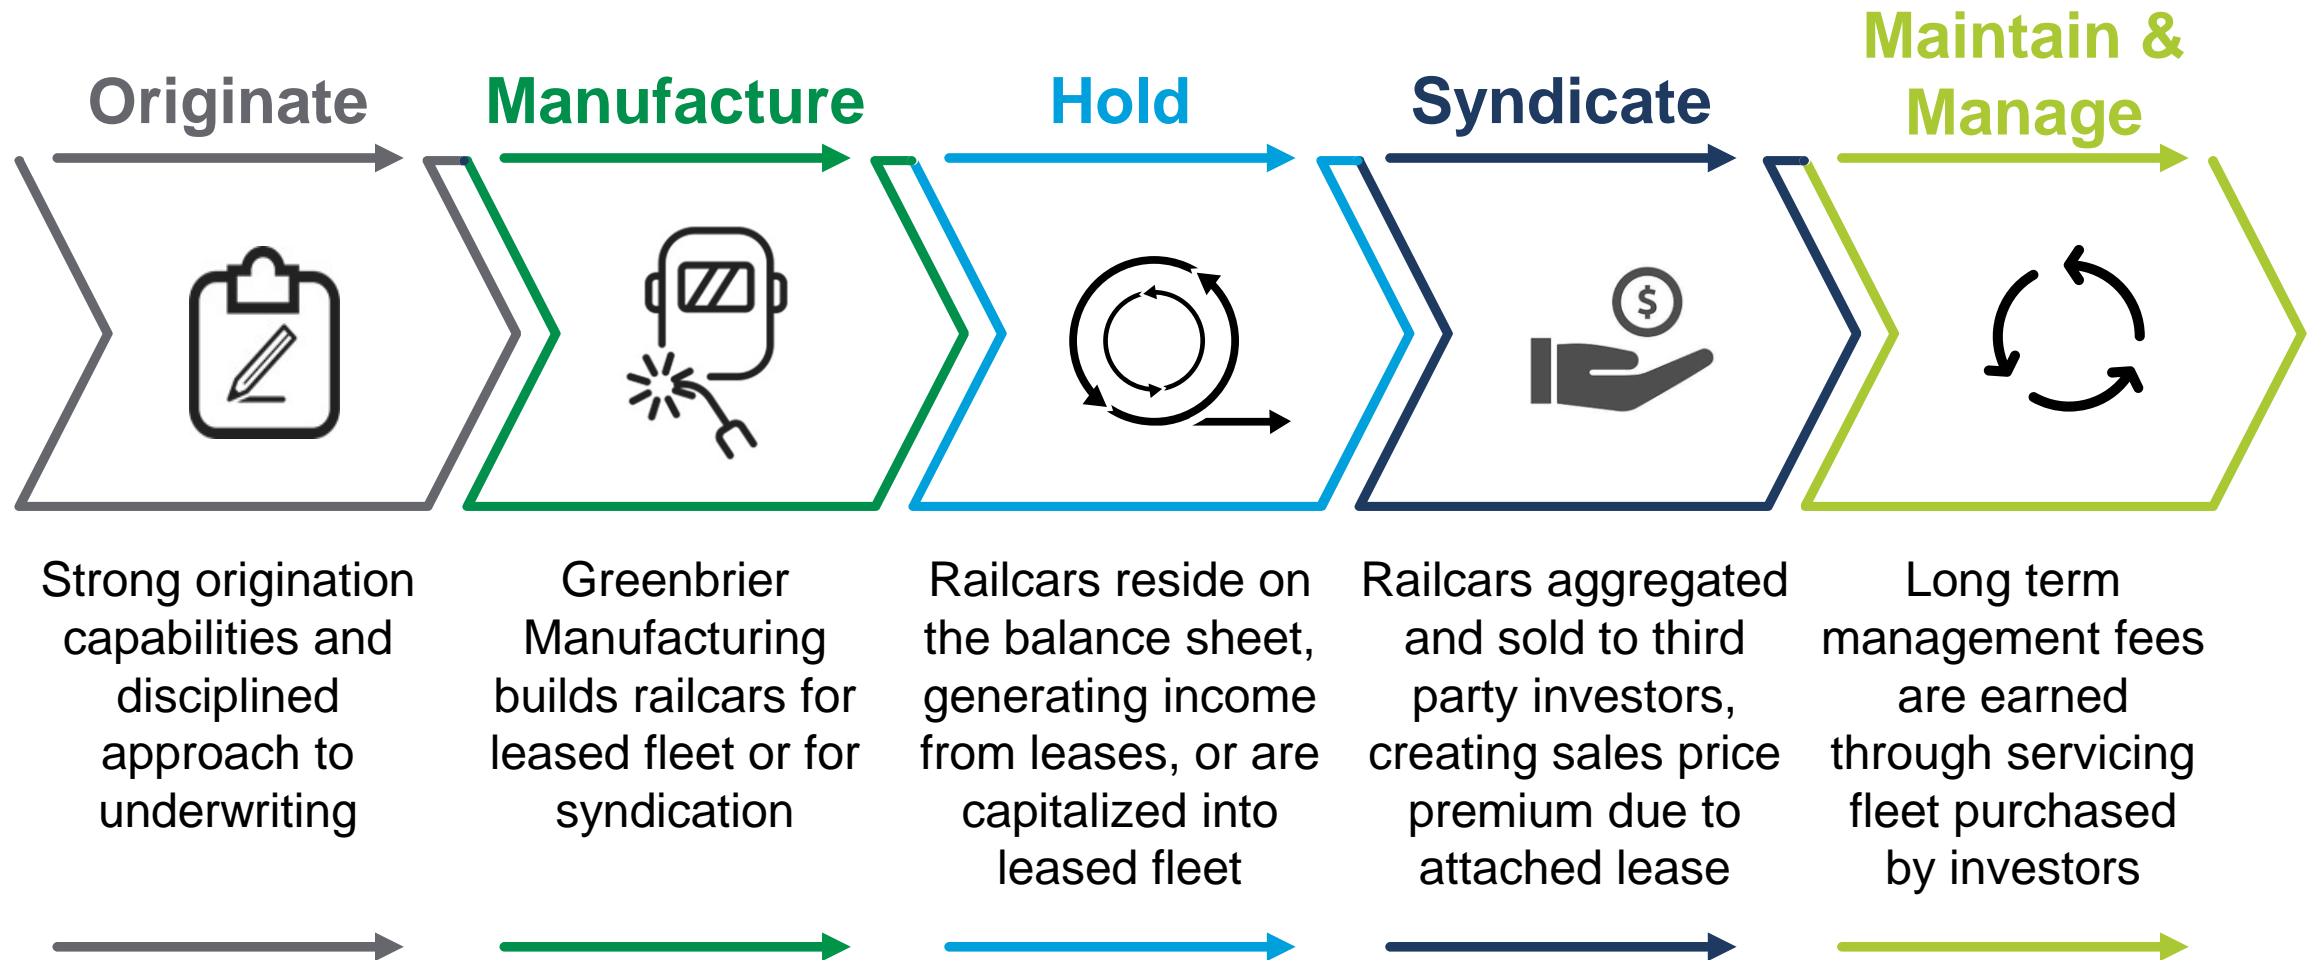 Originate
Manufacture
Hold
Syndicate
Maintain &
Manage
$
Strong origination
capabilities and
disciplined
approach to
underwriting
Greenbrier
Manufacturing
builds railcars for
leased fleet or for
syndication
Railcars reside on
the balance sheet,
generating income
from leases, or are
capitalized into
leased fleet
Railcars aggregated
and sold to third
party investors,
creating sales price
premium due to
attached lease
Long term
management fees
are earned
through servicing
fleet purchased
by investors